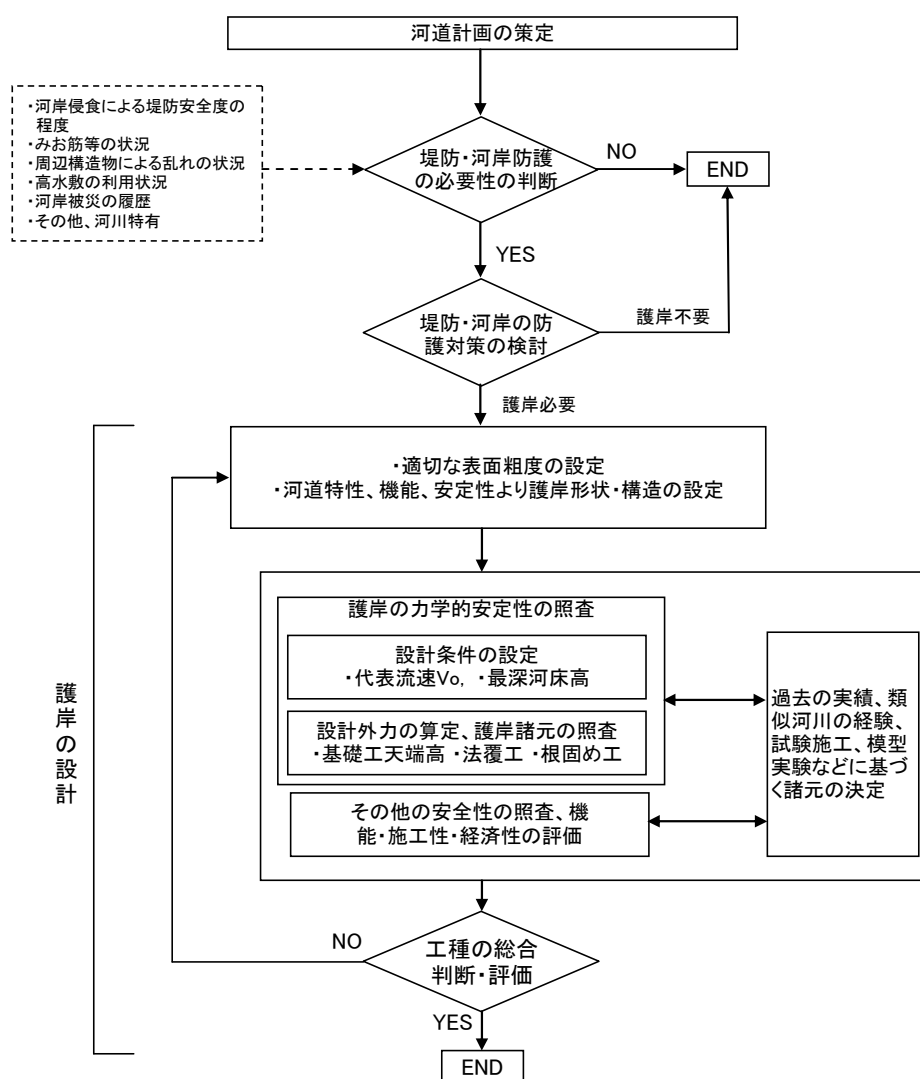 河道計画の策定
・河岸侵食による堤防安全度の
程度
・みお筋等の状況
・周辺構造物による乱れの状況
・高水敷の利用状況
・河岸被災の履歴
・その他、河川特有
堤防・河岸防護
の必要性の判断
NO
END
YES
堤防・河岸の防
護対策の検討
護岸不要
護岸必要
護岸の設計
・適切な表面粗度の設定
・河道特性、機能、安定性より護岸形状・構造の設定
護岸の力学的安定性の照査
設計条件の設定
・代表流速Vo, ・最深河床高
設計外力の算定、護岸諸元の照査
・基礎工天端高 ・法覆工 ・根固め工
その他の安全性の照査、機
能・施工性・経済性の評価
過去の実績、類
似河川の経験、
試験施工、模型
実験などに基づ
く諸元の決定
工種の総合
判断・評価
NO
YES
END